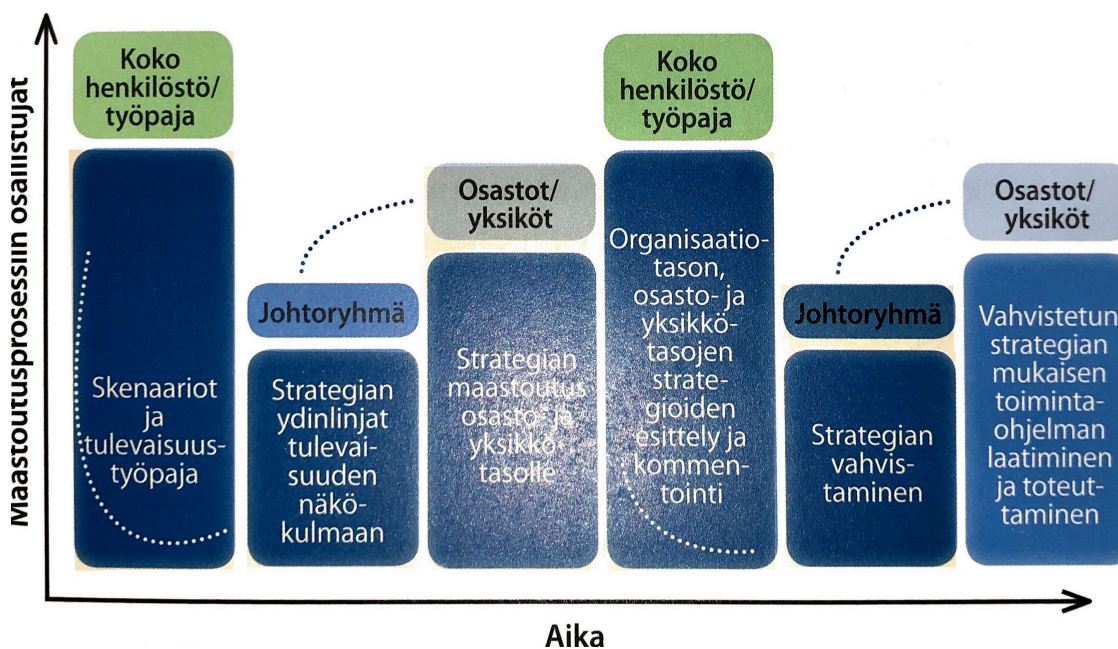 Maastoutusprosessiin osallistujat
Koko
henkilöstö/
työpaja
Skenaariot
ja
tulevaisuus-
työpaja
Johtoryhmä
Strategian
ydinlinjat
tulevai-
suuden
näkö-
kulmaan
Osastot/
yksiköt
Strategian
maastoutus
osasto- ja
yksikkö-
tasolle
Koko
henkilöstö/
työpaja
Organisaatio-
tason,
osasto- ja
yksikkö-
tasojen
strate-
gioiden
esittely ja
kommen-
tointi
Johtoryhmä
Strategian
vahvis-
taminen
Osastot/
yksiköt
Vahvistetun
strategian
mukaisen
toiminta-
ohjelman
laatiminen
ja toteut-
taminen
Aika